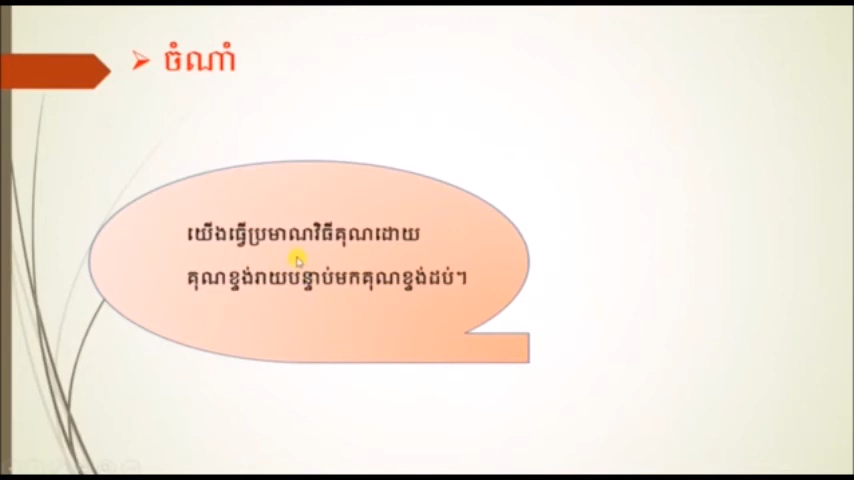 ចំណាំ
យើងធ្វើប្រមាណវិធីគុណដោយ
គុណខ្ទង់រាយបន្ទាប់មកគុណខ្ទង់ដប់ៗ